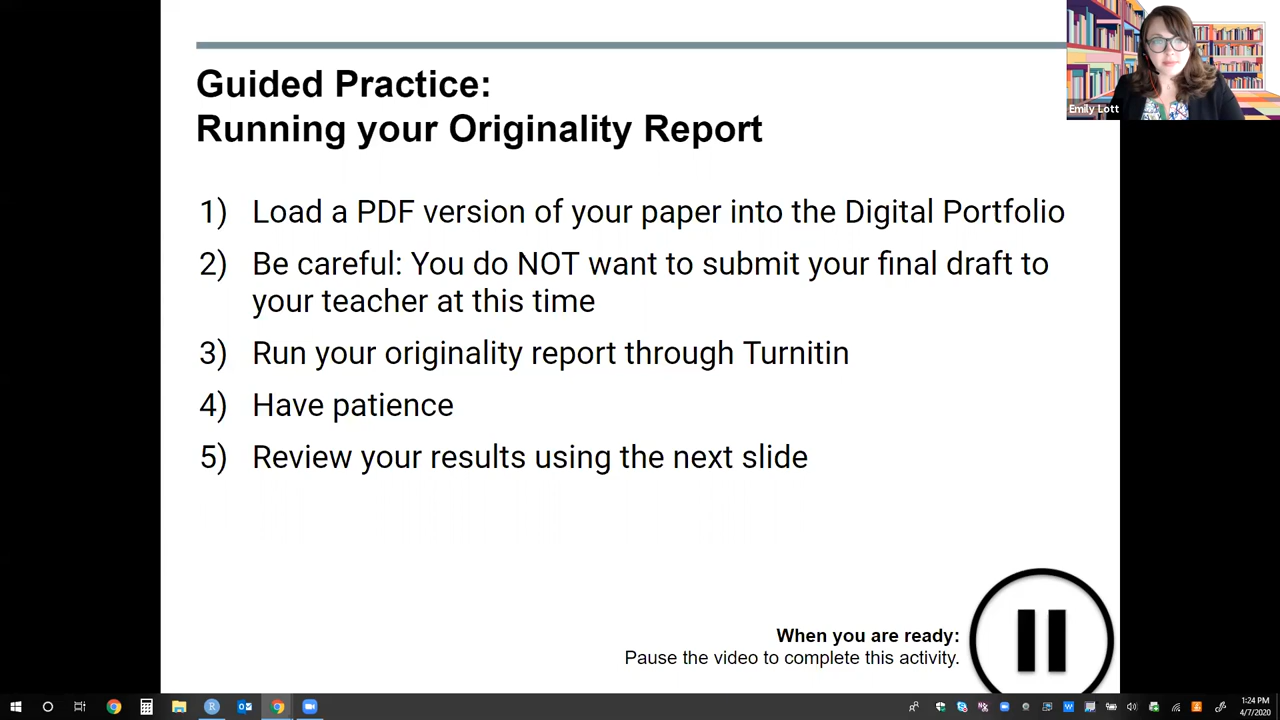 Guided Practice:
Running your Originality Report
Emily Lott
1) Load a PDF version of your paper into the Digital Portfolio
2) Be careful: You do NOT want to submit your final draft to
your teacher at this time
3) Run your originality report through Turnitin
4) Have patience
5) Review your results using the next slide
When you are ready:
Pause the video to complete this activity.
1:24 PM
4/7/2020